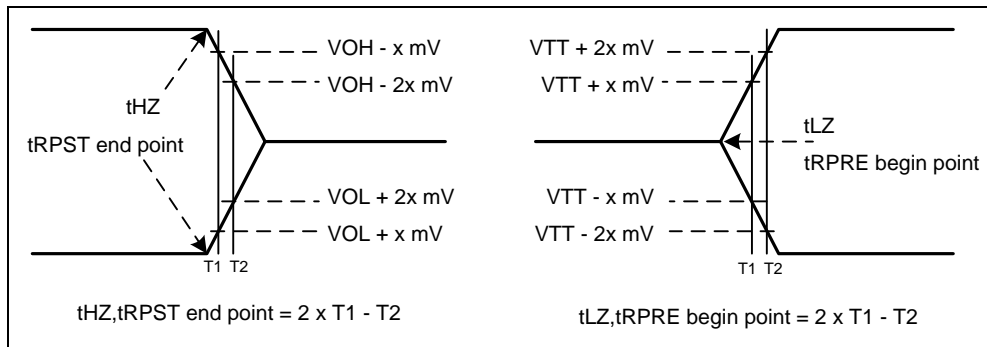 VOH - x mV
VOH - 2x mV
tHZ
tRPST end point
VOL + 2x mV
VOL + x mV
T1 T2
tHZ,tRPST end point = 2 x T1 - T2
VTT + 2x mV
VTT + x mV
tLZ
tRPRE begin point
VTT - x mV
VTT - 2x mV
T1 T2
tLZ,tRPRE begin point = 2 x T1 - T2